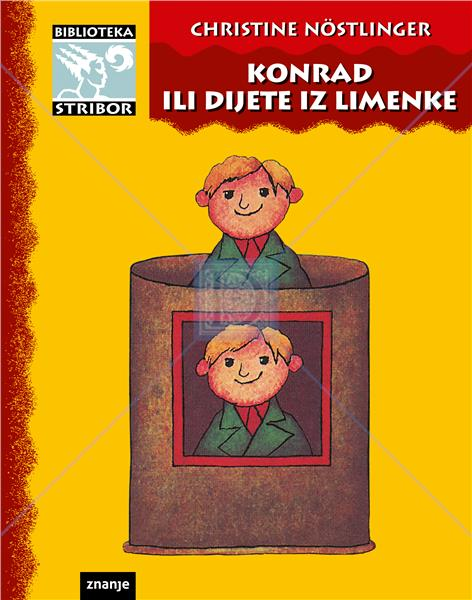 BIBLIOTEKA
STRIBOR
CHRISTINE NÖSTLINGER
KONRAD
ILI DIJETE IZ LIMENKE
znanje